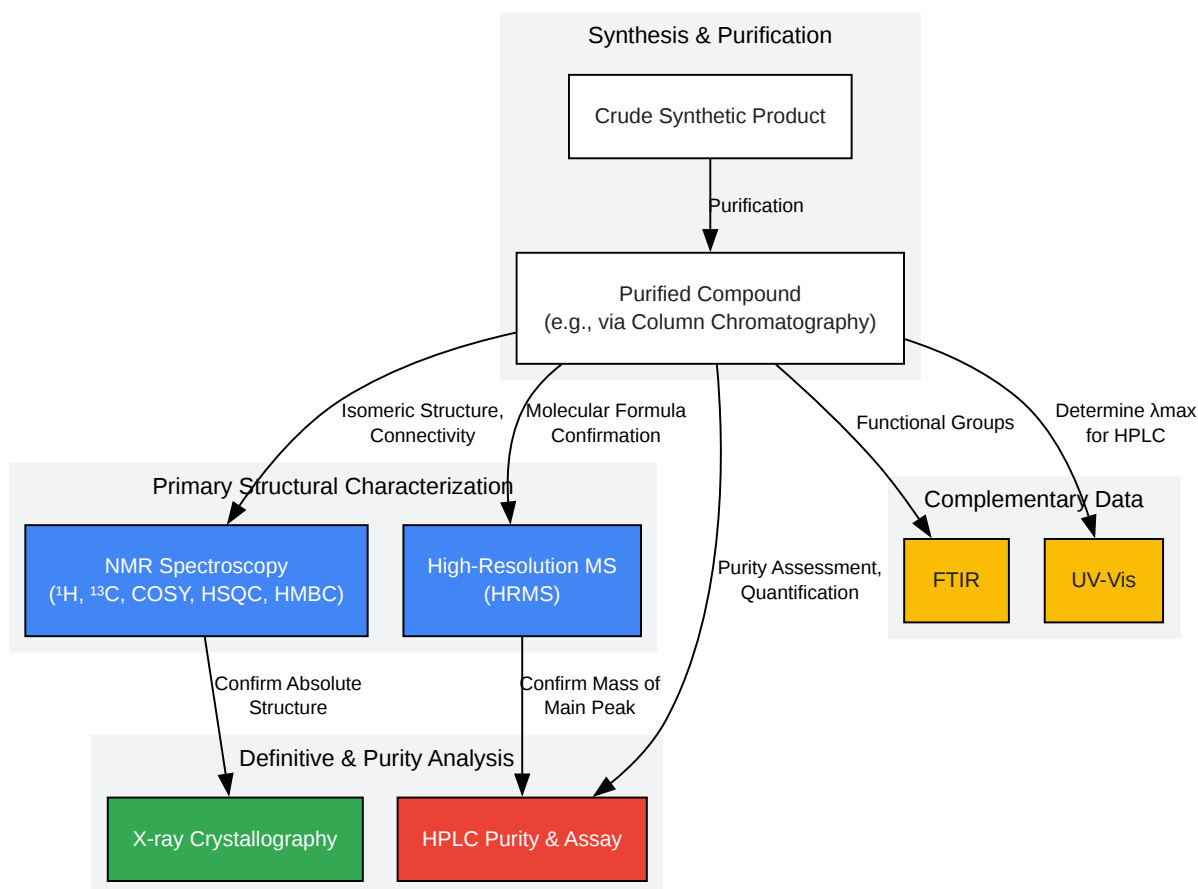 Synthesis & Purification
Crude Synthetic Product
Purification
Purified Compound
(e.g., via Column Chromatography)
Isomeric Structure,
Connectivity
Molecular Formula
Confirmation
Functional Groups
Determine λmax
for HPLC
Primary Structural Characterization
Complementary Data
NMR Spectroscopy
(¹H, ¹³C, COSY, HSQC, HMBC)
High-Resolution MS
(HRMS)
Purity Assessment,
Quantification
FTIR
UV-Vis
Confirm Absolute
Structure
Confirm Mass of
Main Peak
Definitive & Purity Analysis
X-ray Crystallography
HPLC Purity & Assay